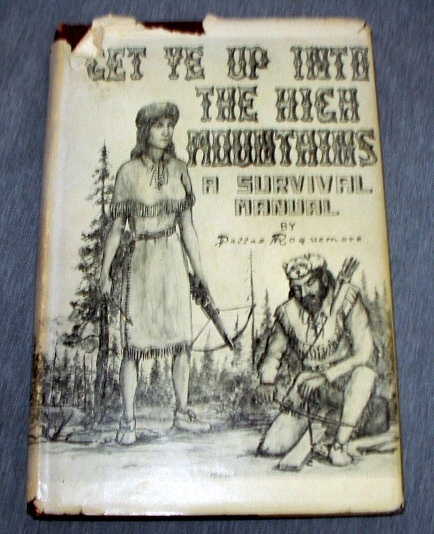 GET YE UP INTO
THE HIGH
MOUNTAINS
A SURVIVAL
MANUAL
BY
Dallas Roquemore